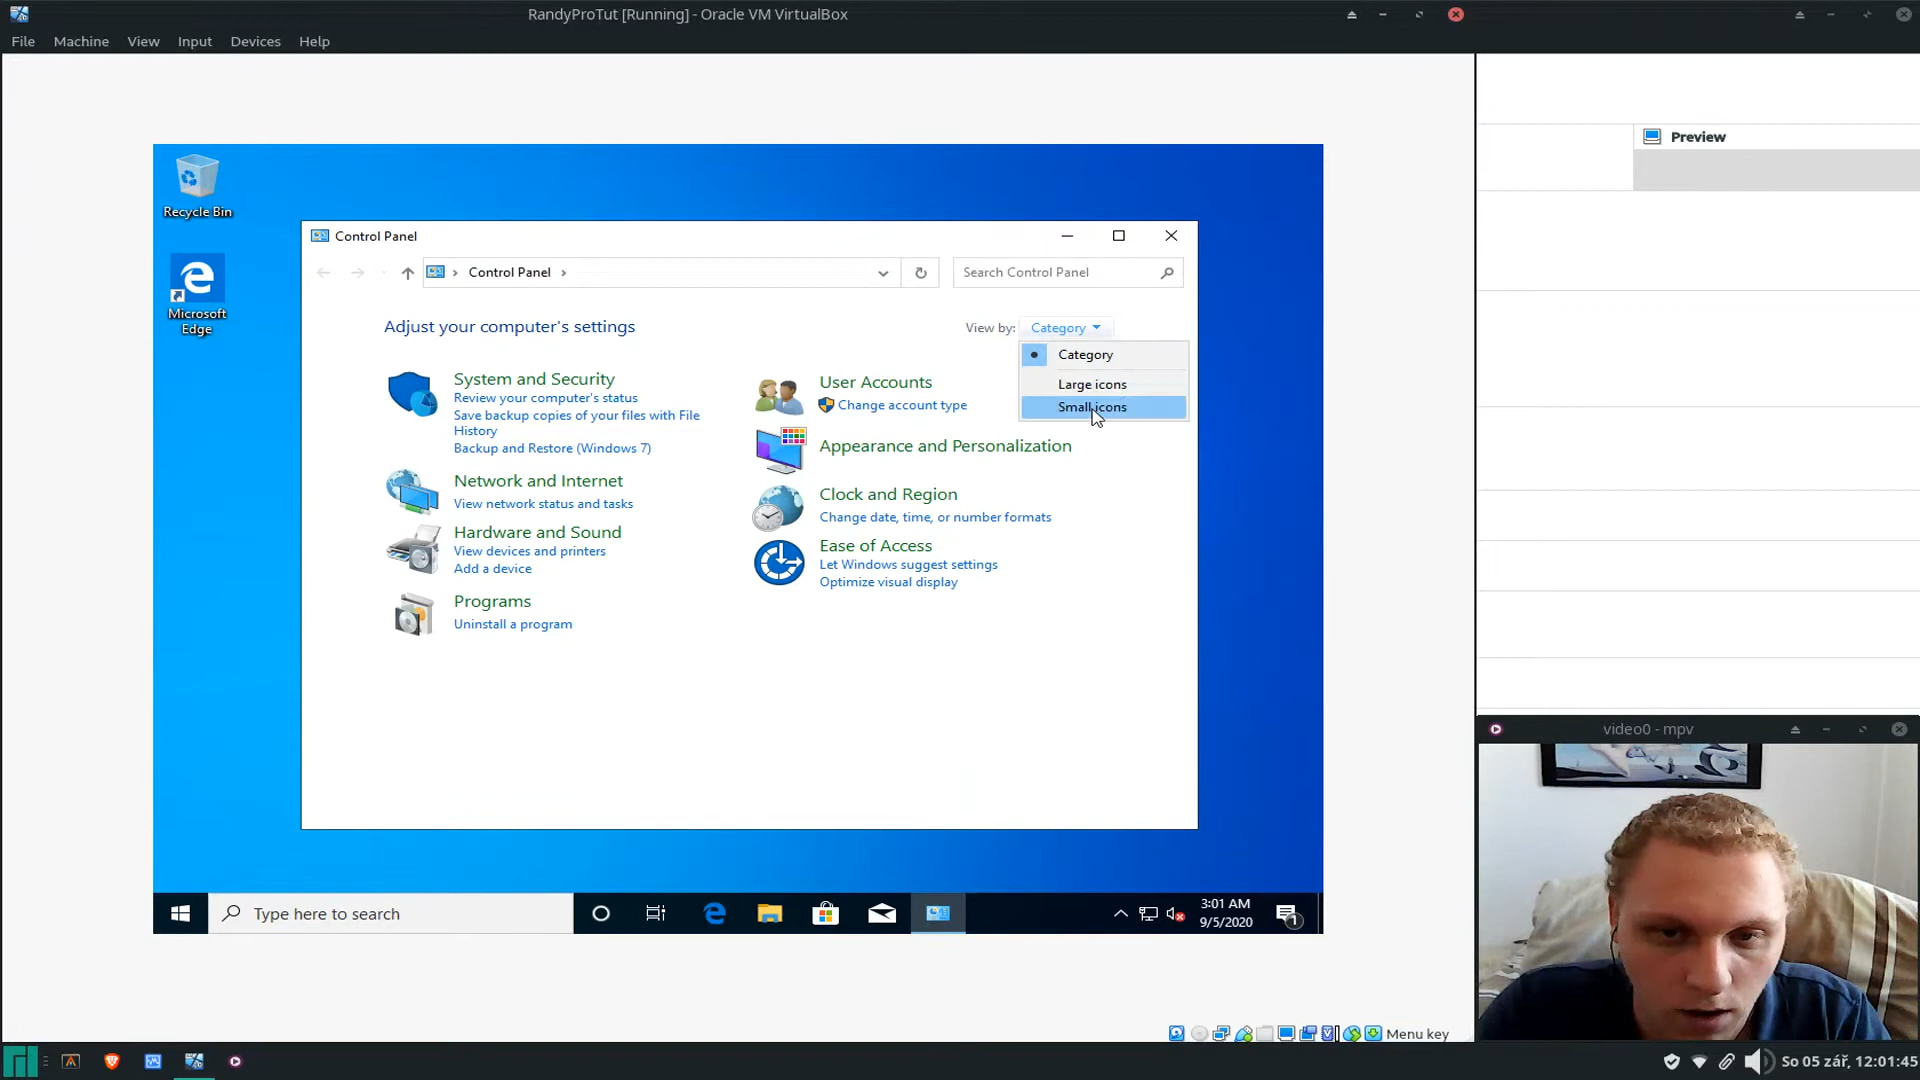 RandyProTut [Running] - Oracle VM VirtualBox
File Machine View Input Devices Help
Preview
Recycle Bin
Microsoft
Edge
Control Panel
Control Panel
Search Control Panel
Adjust your computer's settings
View by: Category
Category
Large icons
Small icons
System and Security
Review your computer's status
Save backup copies of your files with File
History
Backup and Restore (Windows 7)
Network and Internet
View network status and tasks
Hardware and Sound
View devices and printers
Add a device
Programs
Uninstall a program
User Accounts
Change account type
Appearance and Personalization
Clock and Region
Change date, time, or number formats
Ease of Access
Let Windows suggest settings
Optimize visual display
video0 - mpv
Type here to search
3:01 AM
9/5/2020
1
Menu key
So 05 zář, 12:01:45